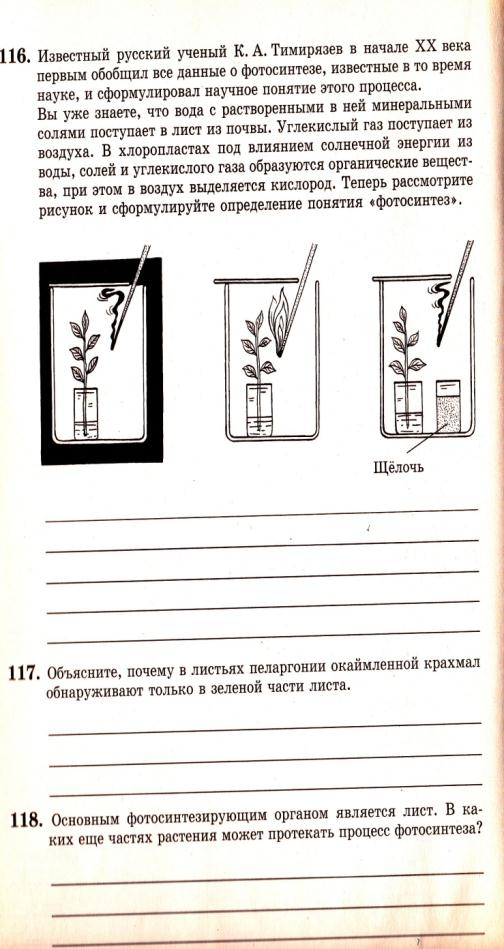 116. Известный русский ученый К. А. Тимирязев в начале XX века
первым обобщил все данные о фотосинтезе, известные в то время
науке, и сформулировал научное понятие этого процесса.
Вы уже знаете, что вода с растворенными в ней минеральными
солями поступает в лист из почвы. Углекислый газ поступает из
воздуха. В хлоропластах под влиянием солнечной энергии из
воды, солей и углекислого газа образуются органические вещест-
ва, при этом в воздух выделяется кислород. Теперь рассмотрите
рисунок и сформулируйте определение понятия «фотосинтез».
Щёлочь
117. Объясните, почему в листьях пеларгонии окаймленной крахмал
обнаруживают только в зеленой части листа.
118. Основным фотосинтезирующим органом является лист. В ка-
ких еще частях растения может протекать процесс фотосинтеза?